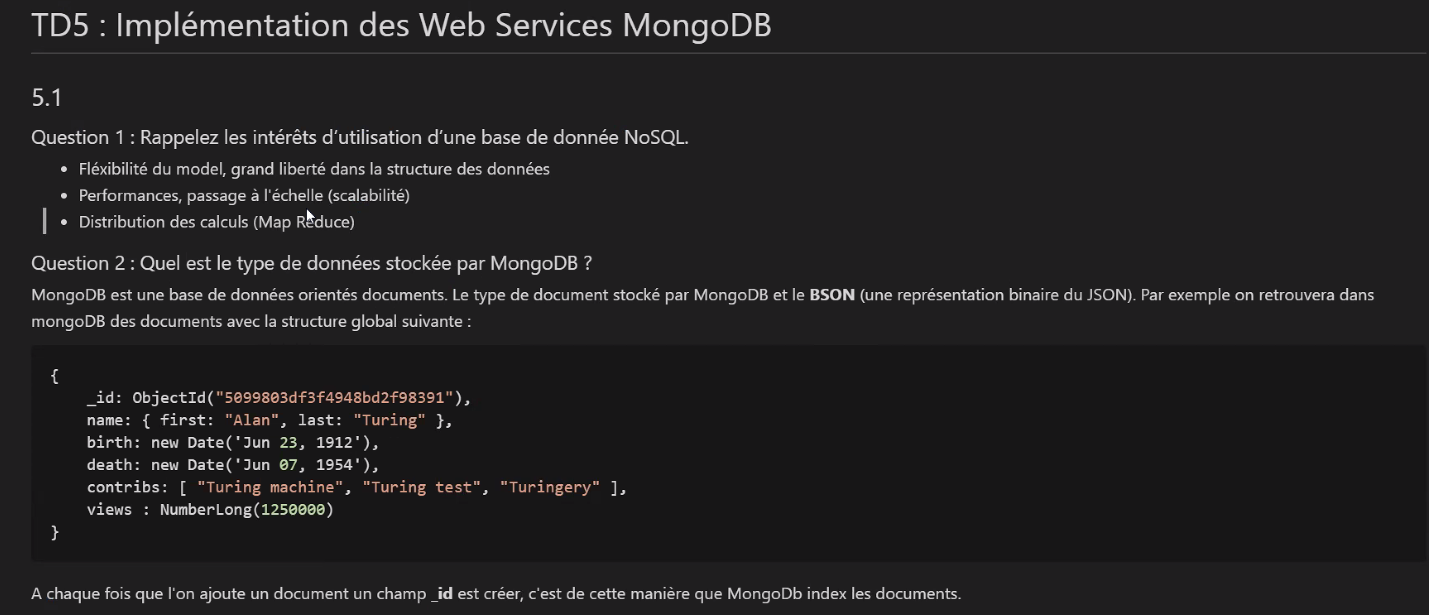 TD5 : Implémentation des Web Services MongoDB
5.1
Question 1 : Rappelez les intérêts d'utilisation d'une base de donnée NoSQL.
• Fléxibilité du model, grand liberté dans la structure des données
• Performances, passage à l'échelle (scalabilité)
• Distribution des calculs (Map Reduce)
Question 2 : Quel est le type de données stockée par MongoDB ?
MongoDB est une base de données orientés documents. Le type de document stocké par MongoDB et le BSON (une représentation binaire du JSON). Par exemple on retrouvera dans
mongoDB des documents avec la structure global suivante :
{
    _id: ObjectId("5099803df3f4948bd2f98391"),
    name: { first: "Alan", last: "Turing" },
    birth: new Date('Jun 23, 1912'),
    death: new Date('Jun 07, 1954'),
    contribs: [ "Turing machine", "Turing test", "Turingery" ],
    views : NumberLong(1250000)
}
A chaque fois que l'on ajoute un document un champ _id est créer, c'est de cette manière que MongoDb index les documents.